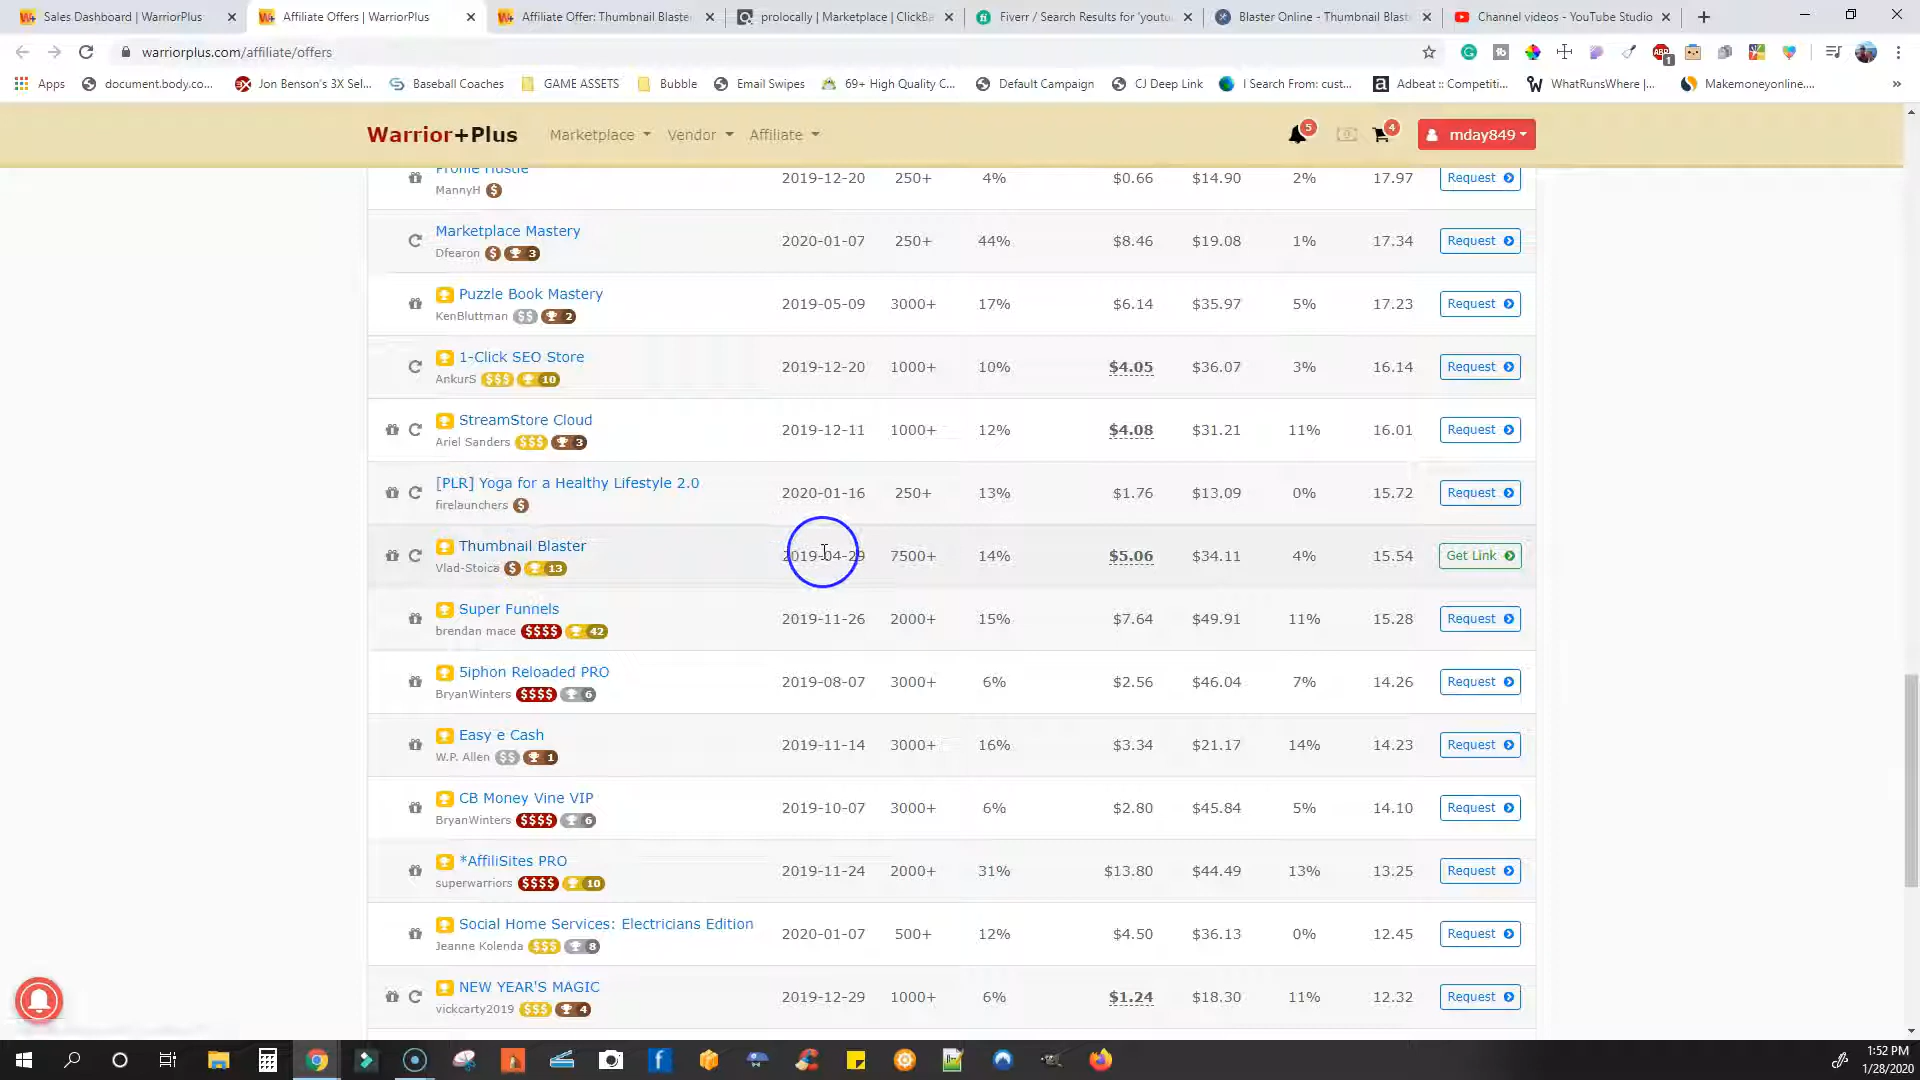 Sales Dashboard | WarriorPlus
Affiliate Offers | WarriorPlus
Affiliate Offer: Thumbnail Blaster
prolocally | Marketplace | ClickBa
Fiverr / Search Results for 'youtu
Blaster Online - Thumbnail Blast
Channel videos - YouTube Studio
warriorplus.com/affiliate/offers
Apps
document.body.co...
Jon Benson's 3X Sel...
Baseball Coaches
GAME ASSETS
Bubble
Email Swipes
69+ High Quality C...
Default Campaign
CJ Deep Link
I Search From: cust...
Adbeat :: Competiti...
WhatRunsWhere |...
Makemoneyonline....
Warrior+Plus
Marketplace
Vendor
Affiliate
5
4
mday849
Profile Hustle 2019-12-20 250+ 4% $0.66 $14.90 2% 17.97 Request
MannyH $
Marketplace Mastery 2020-01-07 250+ 44% $8.46 $19.08 1% 17.34 Request
Dfearon $ 3
Puzzle Book Mastery 2019-05-09 3000+ 17% $6.14 $35.97 5% 17.23 Request
KenBluttman $$ 2
1-Click SEO Store 2019-12-20 1000+ 10% $4.05 $36.07 3% 16.14 Request
AnkurS $$$ 10
StreamStore Cloud 2019-12-11 1000+ 12% $4.08 $31.21 11% 16.01 Request
Ariel Sanders $$$ 3
[PLR] Yoga for a Healthy Lifestyle 2.0 2020-01-16 250+ 13% $1.76 $13.09 0% 15.72 Request
firelaunchers $
Thumbnail Blaster 2019-04-29 7500+ 14% $5.06 $34.11 4% 15.54 Get Link
Vlad-Stoica $ 13
Super Funnels 2019-11-26 2000+ 15% $7.64 $49.91 11% 15.28 Request
brendan mace $$$$ 42
5iphon Reloaded PRO 2019-08-07 3000+ 6% $2.56 $46.04 7% 14.26 Request
BryanWinters $$$$ 6
Easy e Cash 2019-11-14 3000+ 16% $3.34 $21.17 14% 14.23 Request
W.P. Allen $$ 1
CB Money Vine VIP 2019-10-07 3000+ 6% $2.80 $45.84 5% 14.10 Request
BryanWinters $$$$ 6
*AffiliSites PRO 2019-11-24 2000+ 31% $13.80 $44.49 13% 13.25 Request
superwarriors $$$$ 10
Social Home Services: Electricians Edition 2020-01-07 500+ 12% $4.50 $36.13 0% 12.45 Request
Jeanne Kolenda $$$ 8
NEW YEAR'S MAGIC 2019-12-29 1000+ 6% $1.24 $18.30 11% 12.32 Request
vickcarty2019 $$$ 4
1:52 PM
1/28/2020